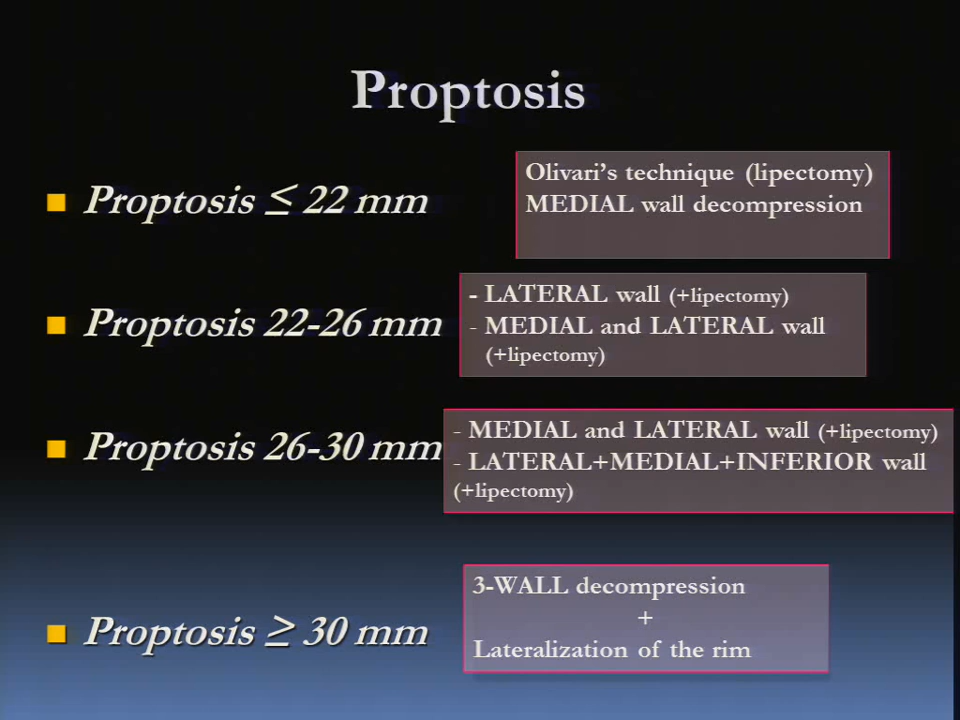 Proptosis
Proptosis ≤ 22 mm
Olivari's technique (lipectomy)
MEDIAL wall decompression
Proptosis 22-26 mm
- LATERAL wall (+lipectomy)
- MEDIAL and LATERAL wall
(+lipectomy)
Proptosis 26-30 mm
- MEDIAL and LATERAL wall (+lipectomy)
- LATERAL+MEDIAL+INFERIOR wall
(+lipectomy)
Proptosis ≥ 30 mm
3-WALL decompression
+
Lateralization of the rim